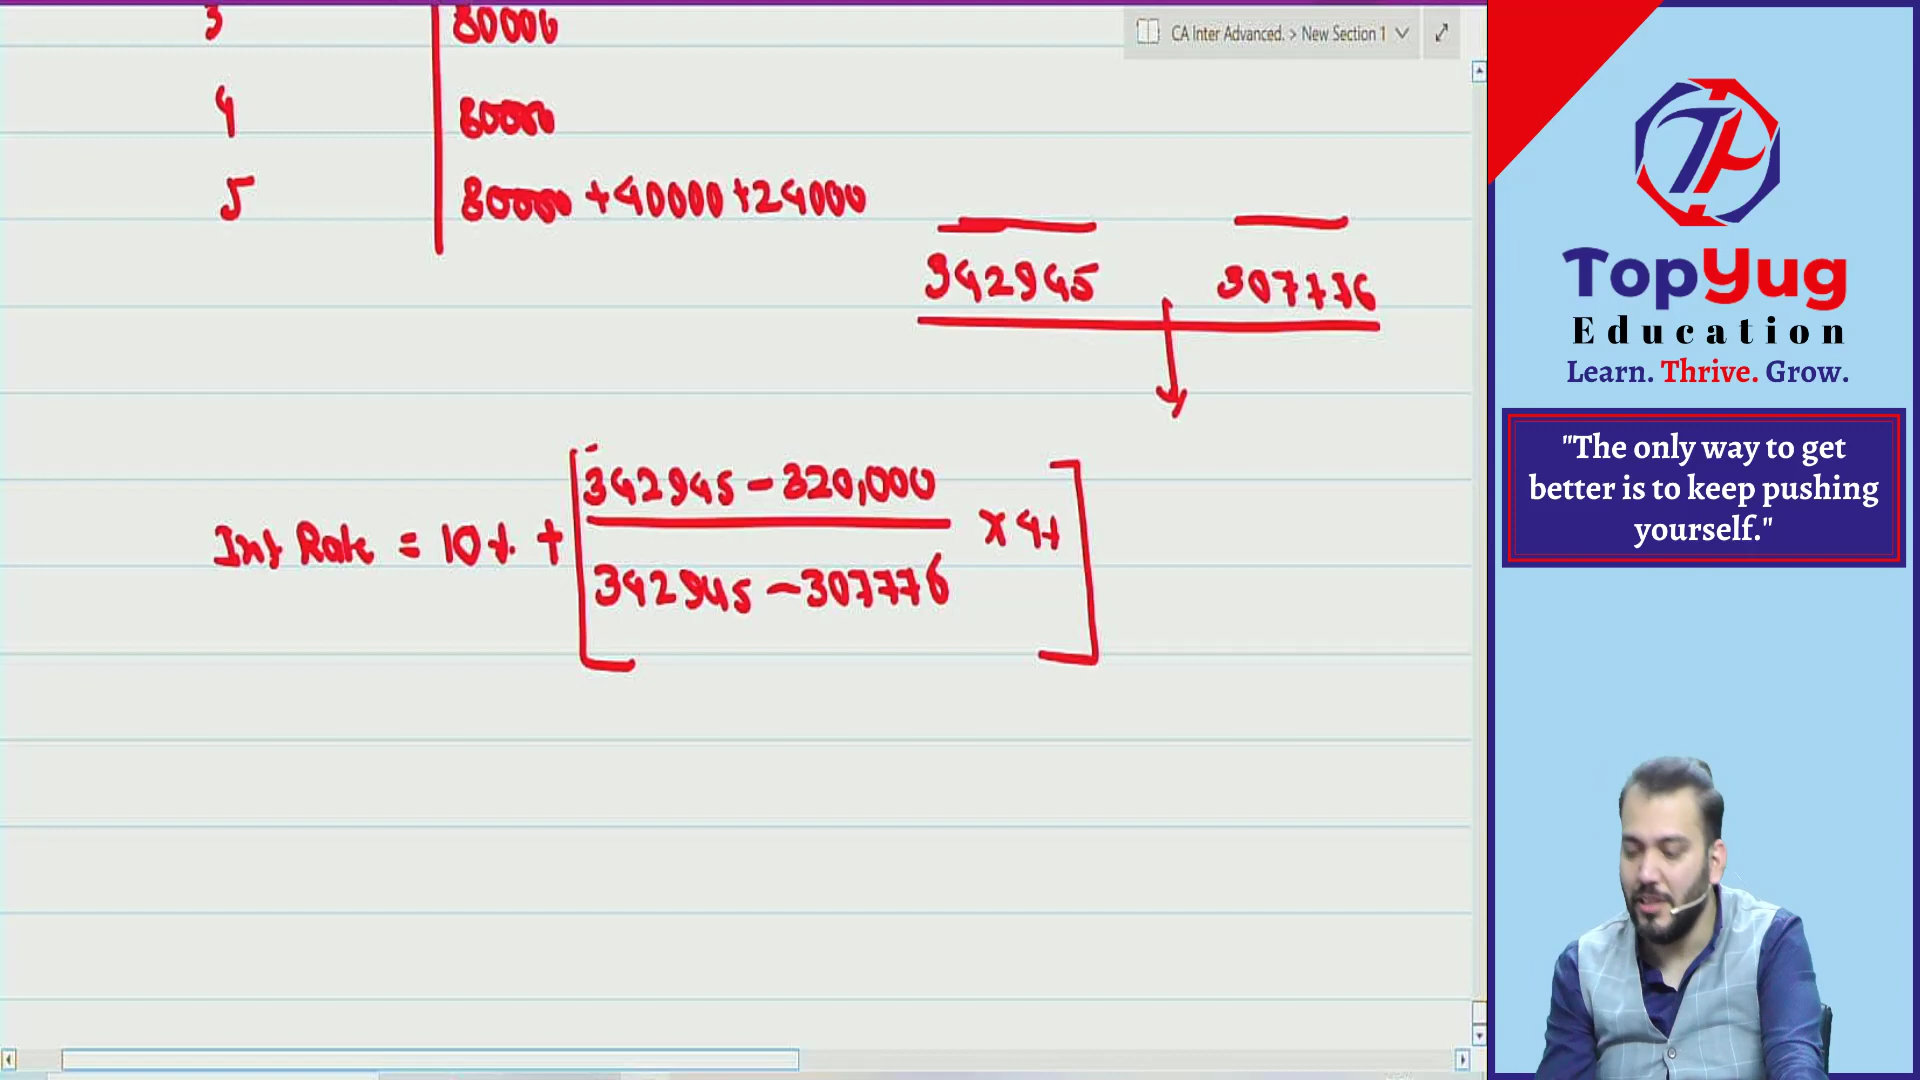 3 80000
CA Inter Advanced. > New Section 1
4 80000
5 80000 + 40000 + 24000
342945 307776
Int Rate = 10% + [ 342945 - 320,000 / 342945 - 307776 x 4% ]
TopYug
Education
Learn. Thrive. Grow.
"The only way to get
better is to keep pushing
yourself."